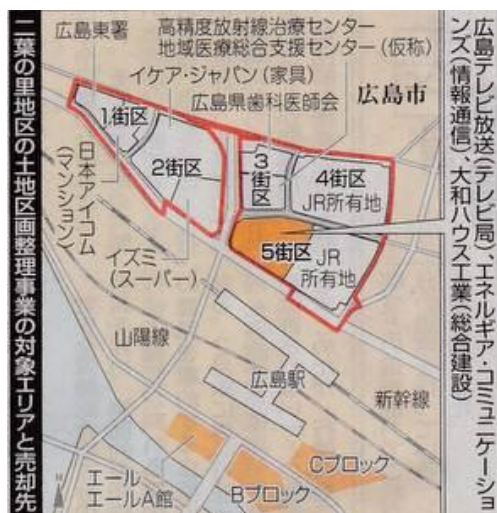 二葉の里地区の土地区画整理事業の対象エリアと売却先
広島テレビ放送(テレビ局)、エネルギア・コミュニケーショ
ンズ(情報通信)、大和ハウス工業(総合建設)
広島東署
高精度放射線治療センター
地域医療総合支援センター(仮称)
イケア・ジャパン(家具)
広島県歯科医師会
広島市
1街区
2街区
3
街
区
4街区
JR所有地
5街区
JR
所有地
日本アイコム
(マンション)
イズミ
(スーパー)
山陽線
広島駅
新幹線
エール
エールA館
Bブロック
Cブロック